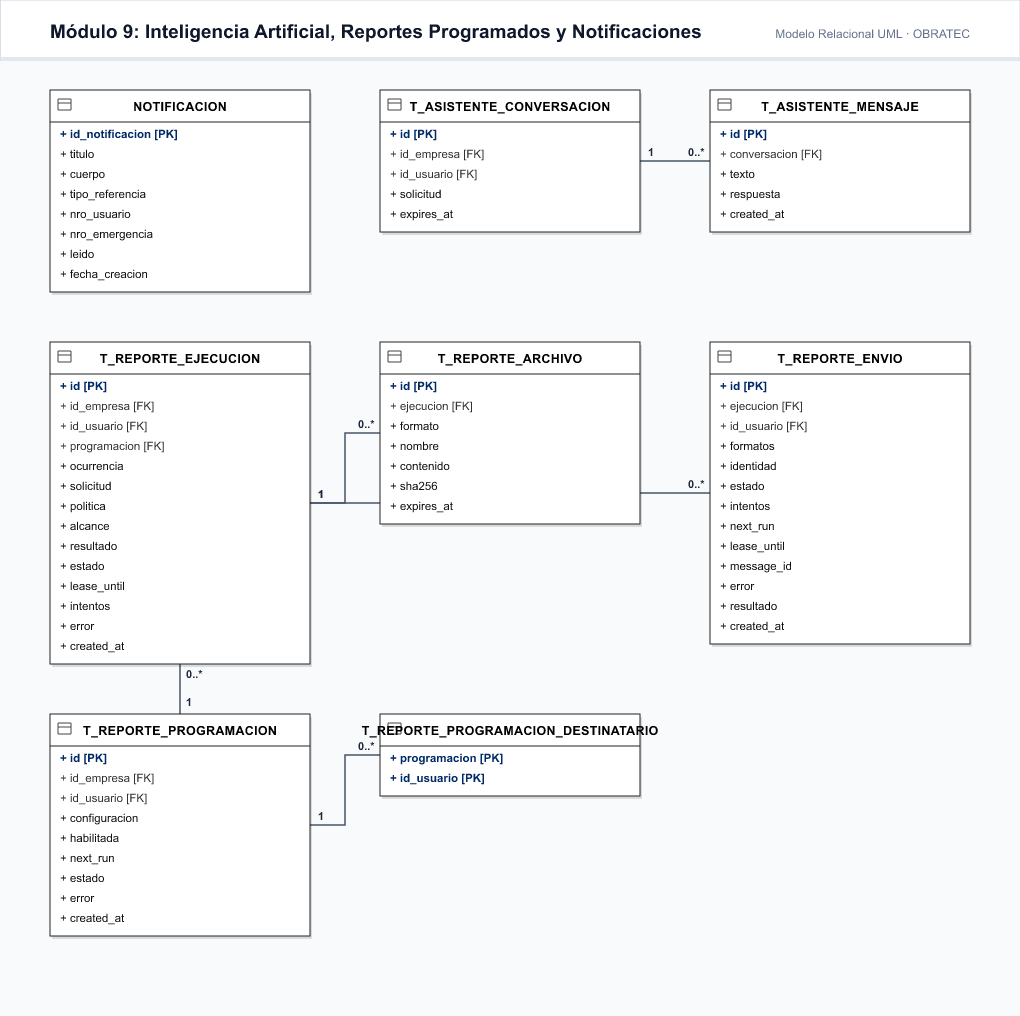 Módulo 9: Inteligencia Artificial, Reportes Programados y Notificaciones
Modelo Relacional UML · OBRATEC
NOTIFICACION
+ id_notificacion [PK]
+ titulo
+ cuerpo
+ tipo_referencia
+ nro_usuario
+ nro_emergencia
+ leido
+ fecha_creacion
T_ASISTENTE_CONVERSACION
+ id [PK]
+ id_empresa [FK]
+ id_usuario [FK]
+ solicitud
+ expires_at
1
0..*
T_ASISTENTE_MENSAJE
+ id [PK]
+ conversacion [FK]
+ texto
+ respuesta
+ created_at
T_REPORTE_EJECUCION
+ id [PK]
+ id_empresa [FK]
+ id_usuario [FK]
+ programacion [FK]
+ ocurrencia
+ solicitud
+ politica
+ alcance
+ resultado
+ estado
+ lease_until
+ intentos
+ error
+ created_at
0..*
1
T_REPORTE_ARCHIVO
+ id [PK]
+ ejecucion [FK]
+ formato
+ nombre
+ contenido
+ sha256
+ expires_at
0..*
T_REPORTE_ENVIO
+ id [PK]
+ ejecucion [FK]
+ id_usuario [FK]
+ formatos
+ identidad
+ estado
+ intentos
+ next_run
+ lease_until
+ message_id
+ error
+ resultado
+ created_at
0..*
1
T_REPORTE_PROGRAMACION
+ id [PK]
+ id_empresa [FK]
+ id_usuario [FK]
+ configuracion
+ habilitada
+ next_run
+ estado
+ error
+ created_at
0..*
1
T_REPORTE_PROGRAMACION_DESTINATARIO
+ programacion [PK]
+ id_usuario [PK]